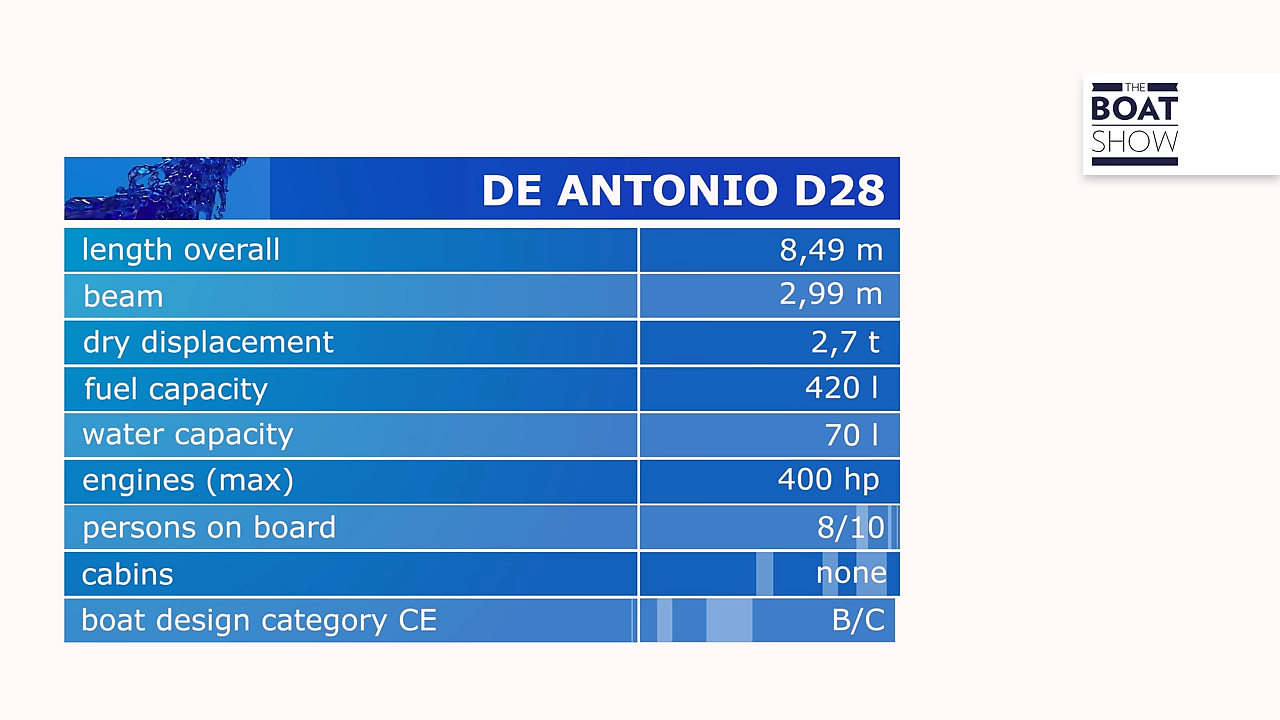 THE
BOAT
SHOW
DE ANTONIO D28
length overall 8,49 m
beam 2,99 m
dry displacement 2,7 t
fuel capacity 420 l
water capacity 70 l
engines (max) 400 hp
persons on board 8/10
cabins none
boat design category CE B/C